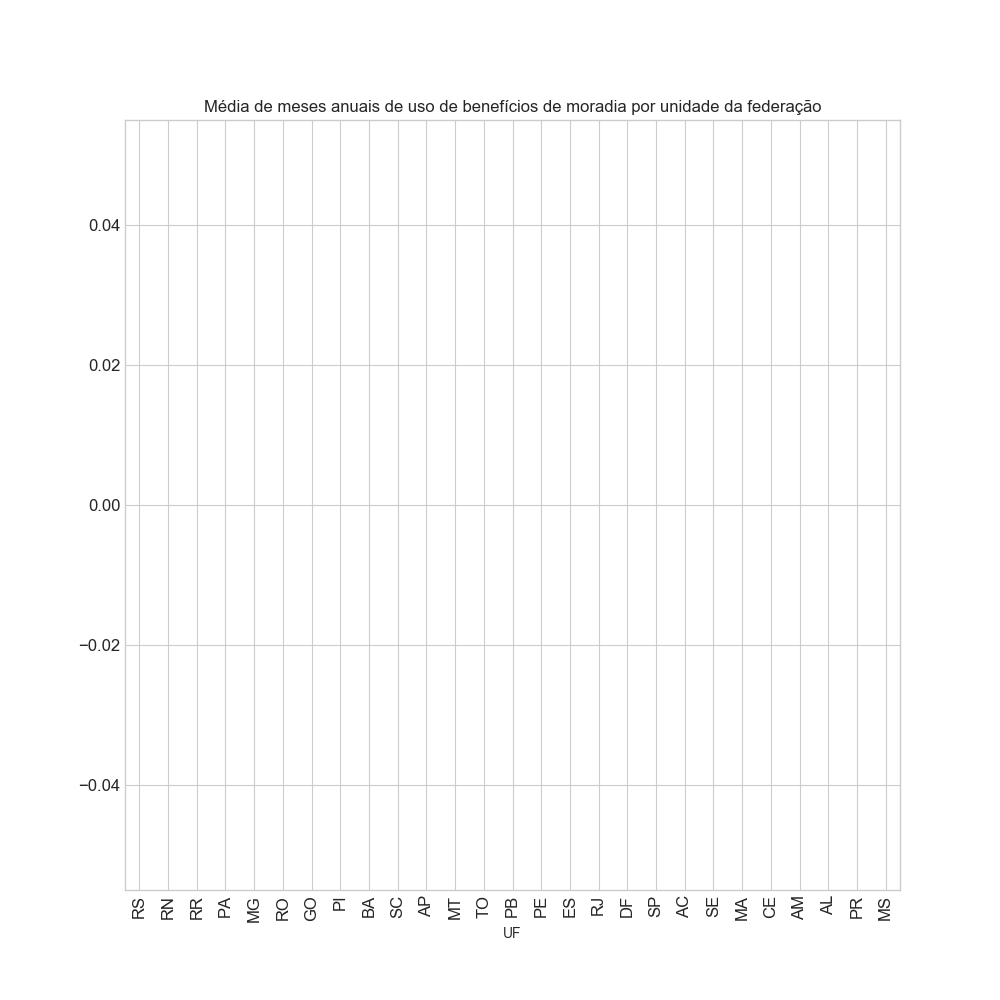 Média de meses anuais de uso de benefícios de moradia por unidade da federação
0.04
0.02
0.00
−0.02
−0.04
RS RN RR PA MG RO GO PI BA SC AP MT TO PB PE ES RJ DF SP AC SE MA CE AM AL PR MS
UF